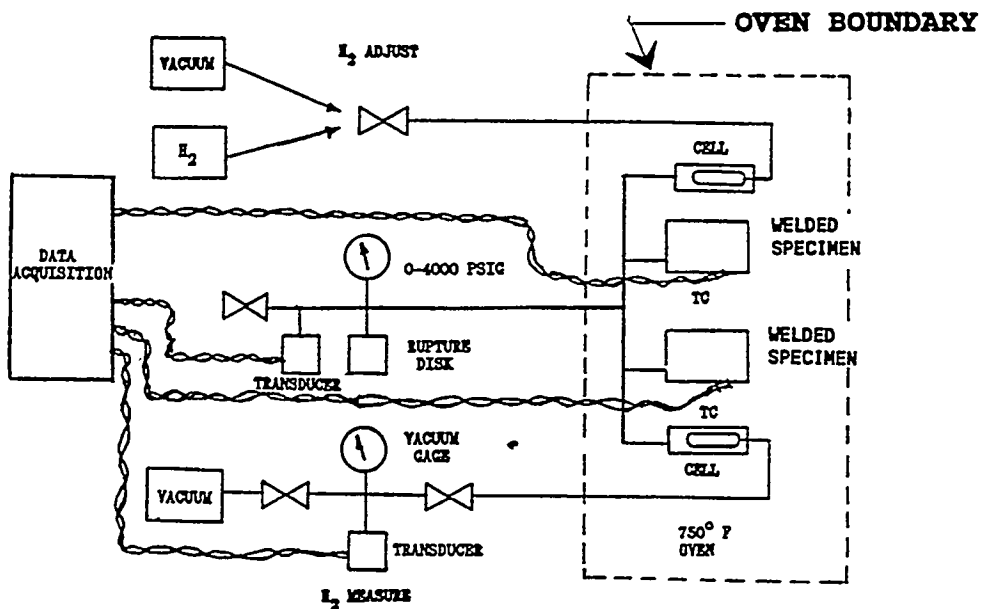 OVEN BOUNDARY
H2 ADJUST
VACUUM
H2
CELL
DATA
ACQUISITION
WELDED
SPECIMEN
0-4000 PSIG
TC
RUPTURE
DISK
TRANSDUCER
WELDED
SPECIMEN
TC
VACUUM
GAGE
CELL
VACUUM
TRANSDUCER
750° F
OVEN
H2 MEASURE